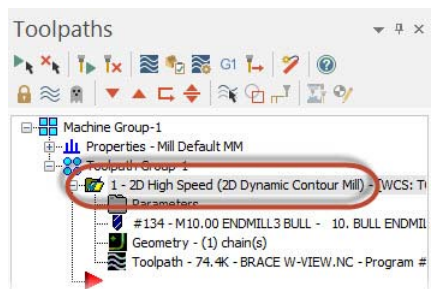 Toolpaths
G1
Machine Group-1
Properties - Mill Default MM
Toolpath Group-1
1 - 2D High Speed (2D Dynamic Contour Mill) - [WCS: T
Parameters
#134 - M10.00 ENDMILL3 BULL - 10. BULL ENDMIL
Geometry - (1) chain(s)
Toolpath - 74.4K - BRACE W-VIEW.NC - Program #